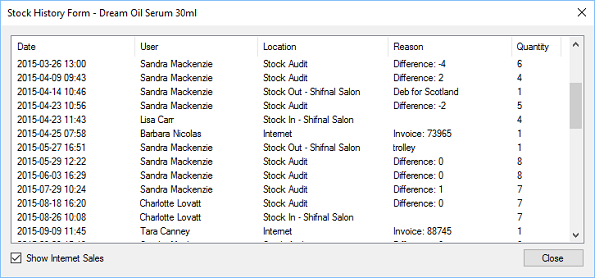 Stock History Form - Dream Oil Serum 30ml
Date User Location Reason Quantity
2015-03-26 13:00 Sandra Mackenzie Stock Audit Difference: -4 6
2015-04-09 09:43 Sandra Mackenzie Stock Audit Difference: 2 4
2015-04-14 10:46 Sandra Mackenzie Stock Out - Shifnal Salon Deb for Scotland 1
2015-04-23 10:56 Sandra Mackenzie Stock Audit Difference: -2 5
2015-04-23 11:43 Lisa Carr Stock In - Shifnal Salon 4
2015-04-25 07:58 Barbara Nicolas Internet Invoice: 73965 1
2015-05-27 16:51 Sandra Mackenzie Stock Out - Shifnal Salon trolley 1
2015-05-29 12:22 Sandra Mackenzie Stock Audit Difference: 0 8
2015-06-03 16:29 Sandra Mackenzie Stock Audit Difference: 0 8
2015-07-29 10:24 Sandra Mackenzie Stock Audit Difference: 1 7
2015-08-18 16:20 Charlotte Lovatt Stock Audit Difference: 0 7
2015-08-26 10:08 Charlotte Lovatt Stock In - Shifnal Salon 7
2015-09-09 11:45 Tara Canney Internet Invoice: 88745 1
Show Internet Sales Close